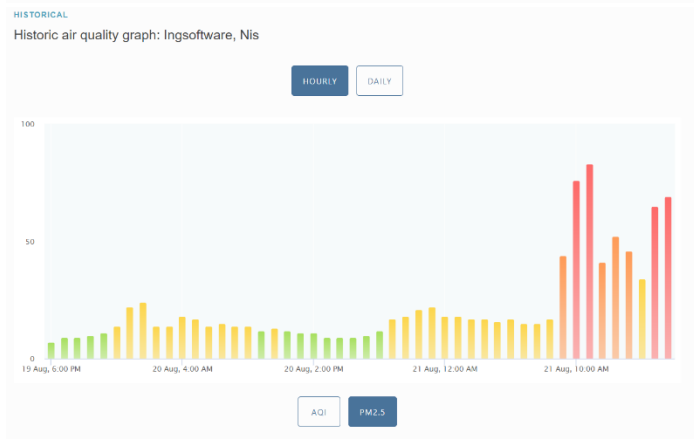 HISTORICAL
Historic air quality graph: Ingsoftware, Nis
HOURLY DAILY
100
50
0
19 Aug, 6:00 PM 20 Aug, 4:00 AM 20 Aug, 2:00 PM 21 Aug, 12:00 AM 21 Aug, 10:00 AM
AQI PM2.5